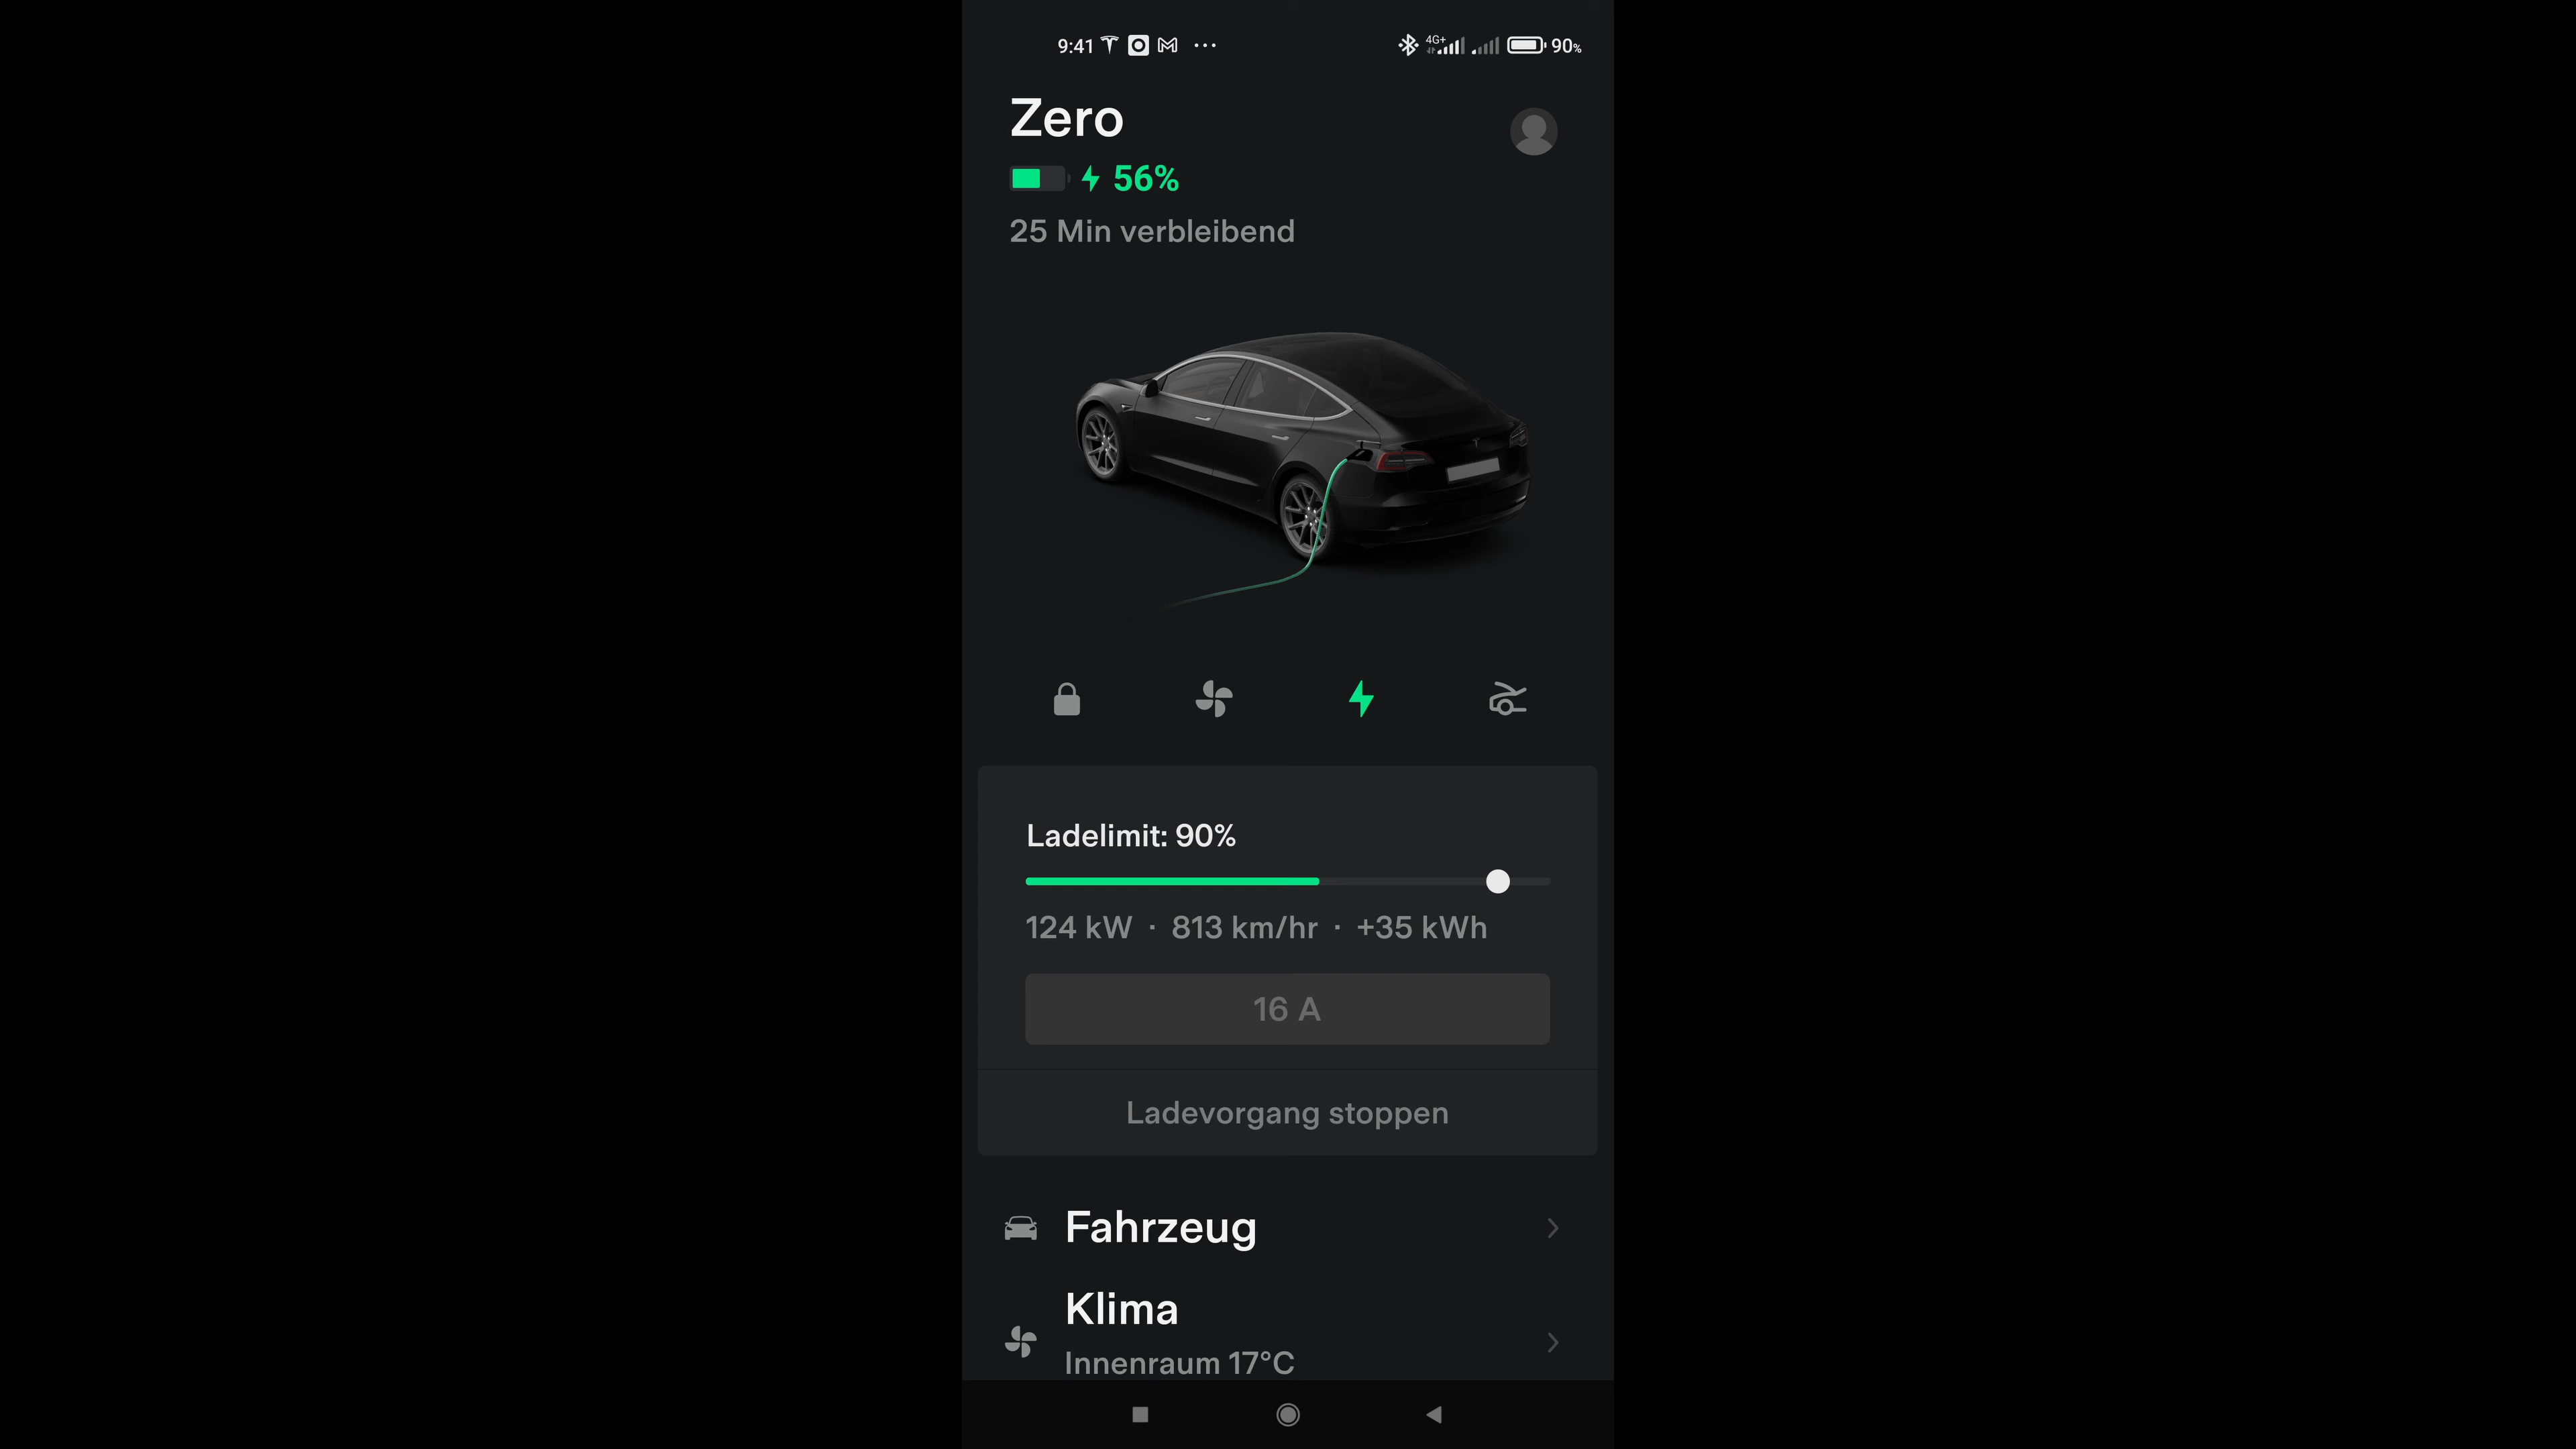 9:41
4G+
90%
Zero
56%
25 Min verbleibend
Ladelimit: 90%
124 kW · 813 km/hr · +35 kWh
16 A
Ladevorgang stoppen
Fahrzeug
Klima
Innenraum 17°C